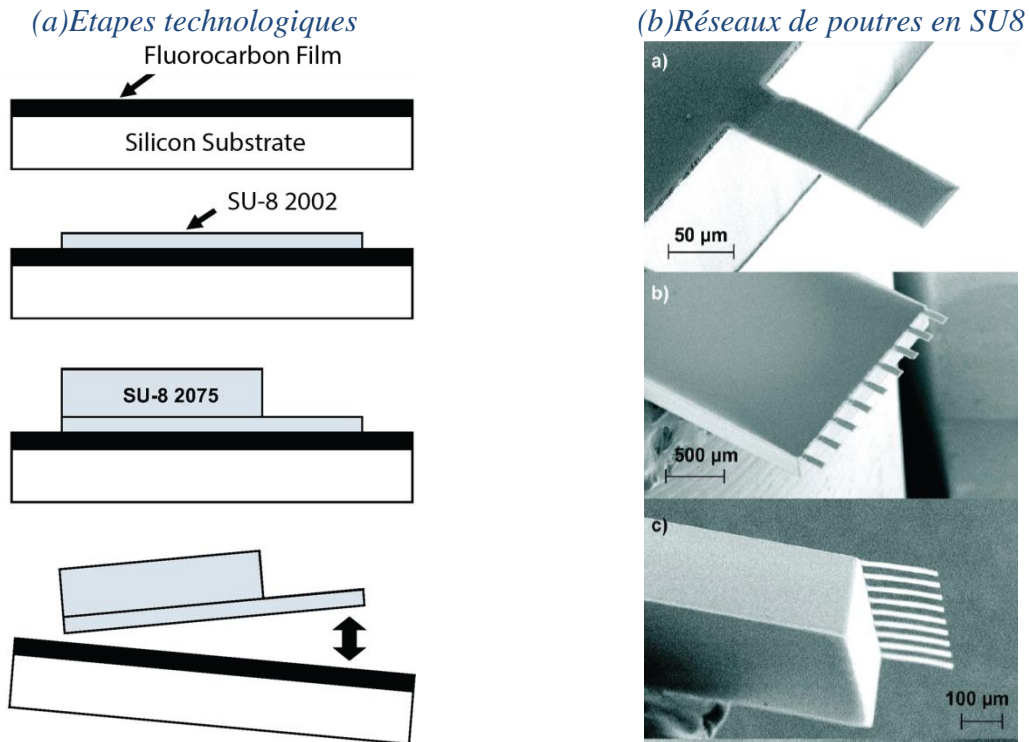 (a)Etapes technologiques
Fluorocarbon Film
Silicon Substrate
SU-8 2002
SU-8 2075
(b)Réseaux de poutres en SU8
a)
50 µm
b)
500 µm
c)
100 µm